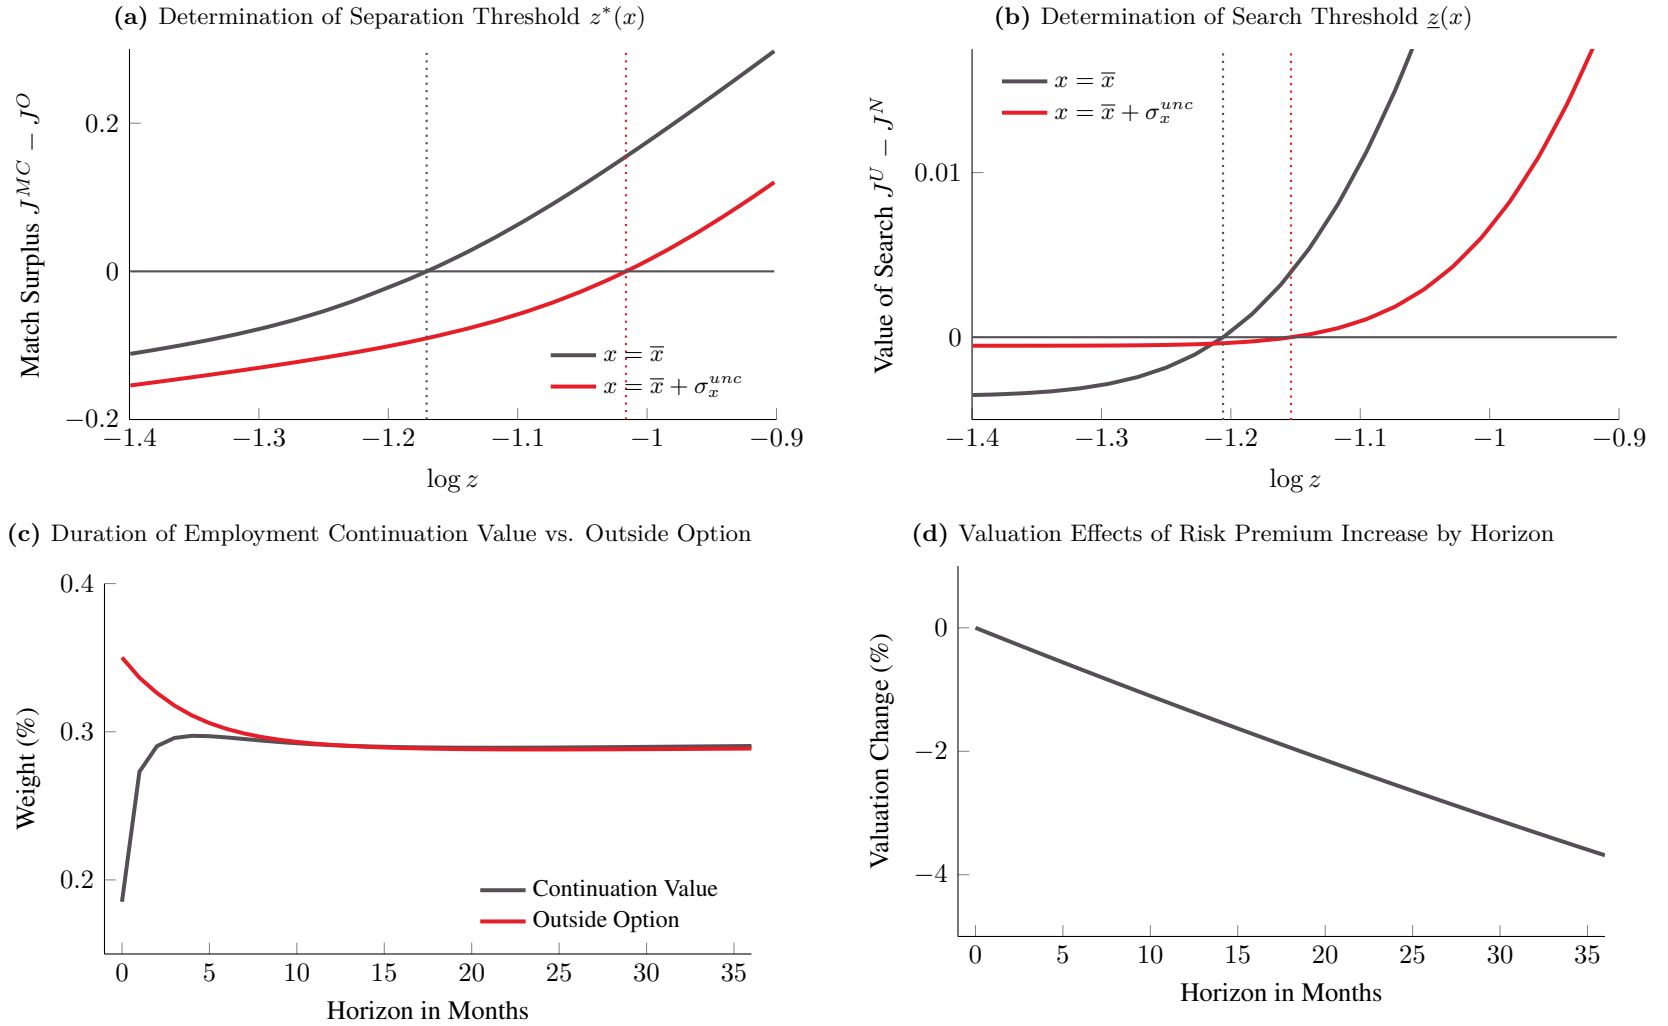 (a) Determination of Separation Threshold z*(x)
Match Surplus J^{MC} − J^{O}
0.2
0
−0.2
−1.4 −1.3 −1.2 −1.1 −1 −0.9
log z
x = x̅
x = x̅ + σ_x^{unc}
(b) Determination of Search Threshold z̲(x)
Value of Search J^{U} − J^{N}
0.01
0
−1.4 −1.3 −1.2 −1.1 −1 −0.9
log z
x = x̅
x = x̅ + σ_x^{unc}
(c) Duration of Employment Continuation Value vs. Outside Option
Weight (%)
0.4
0.3
0.2
0 5 10 15 20 25 30 35
Horizon in Months
Continuation Value
Outside Option
(d) Valuation Effects of Risk Premium Increase by Horizon
Valuation Change (%)
0
−2
−4
0 5 10 15 20 25 30 35
Horizon in Months